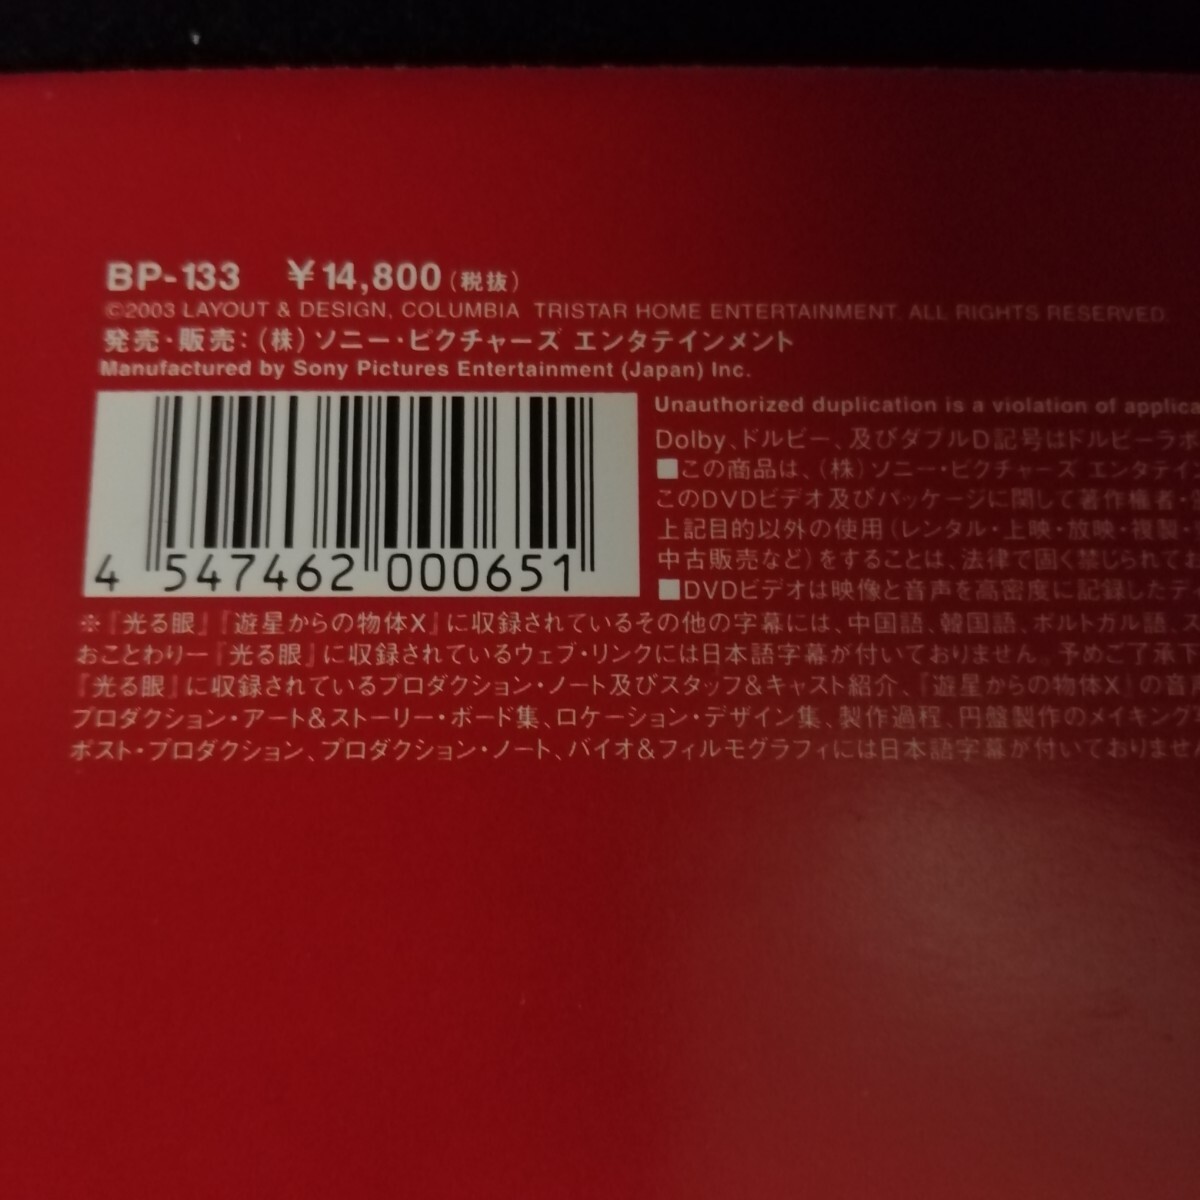 BP-133 ¥14,800(税抜)
©2003 LAYOUT & DESIGN, COLUMBIA TRISTAR HOME ENTERTAINMENT. ALL RIGHTS RESERVED.
発売・販売:(株)ソニー・ピクチャーズ エンタテインメント
Manufactured by Sony Pictures Entertainment (Japan) Inc.
4 547462 000651
Unauthorized duplication is a violation of applica
Dolby、ドルビー、及びダブルD記号はドルビーラボ
■この商品は、(株)ソニー・ピクチャーズ エンタテイ
このDVDビデオ及びパッケージに関して著作権者・
上記目的以外の使用(レンタル・上映・放映・複製・
中古販売など)をすることは、法律で固く禁じられてお
■DVDビデオは映像と音声を高密度に記録したデ
※『光る眼』『遊星からの物体X』に収録されているその他の字幕には、中国語、韓国語、ポルトガル語、ス
おことわりー『光る眼』に収録されているウェブ・リンクには日本語字幕が付いておりません。予めご了承下
『光る眼』に収録されているプロダクション・ノート及びスタッフ&キャスト紹介、『遊星からの物体X』の音声
プロダクション・アート&ストーリー・ボード集、ロケーション・デザイン集、製作過程、円盤製作のメイキング
ポスト・プロダクション、プロダクション・ノート、バイオ&フィルモグラフィには日本語字幕が付いておりませ